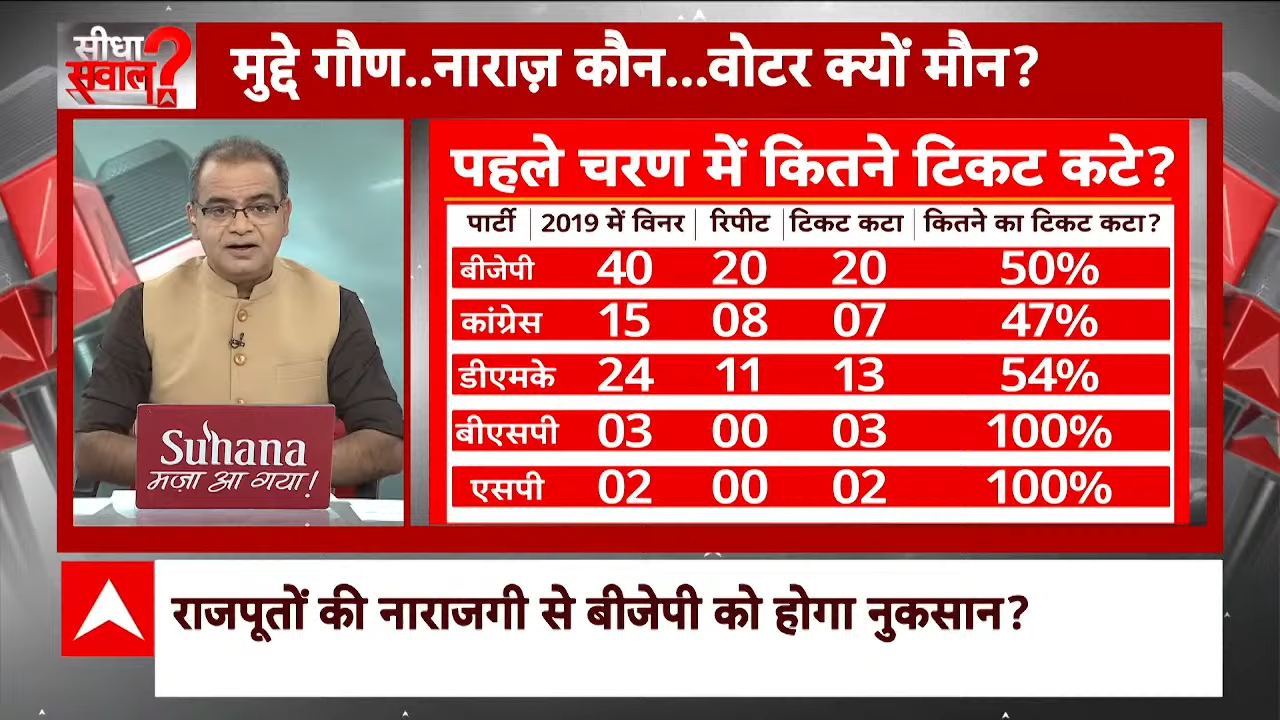 सीधा
सवाल?
मुद्दे गौण..नाराज़ कौन...वोटर क्यों मौन?
पहले चरण में कितने टिकट कटे?
पार्टी 2019 में विनर रिपीट टिकट कटा कितने का टिकट कटा?
बीजेपी 40 20 20 50%
कांग्रेस 15 08 07 47%
डीएमके 24 11 13 54%
बीएसपी 03 00 03 100%
एसपी 02 00 02 100%
Suhana
मज़ा आ गया!
राजपूतों की नाराजगी से बीजेपी को होगा नुकसान?